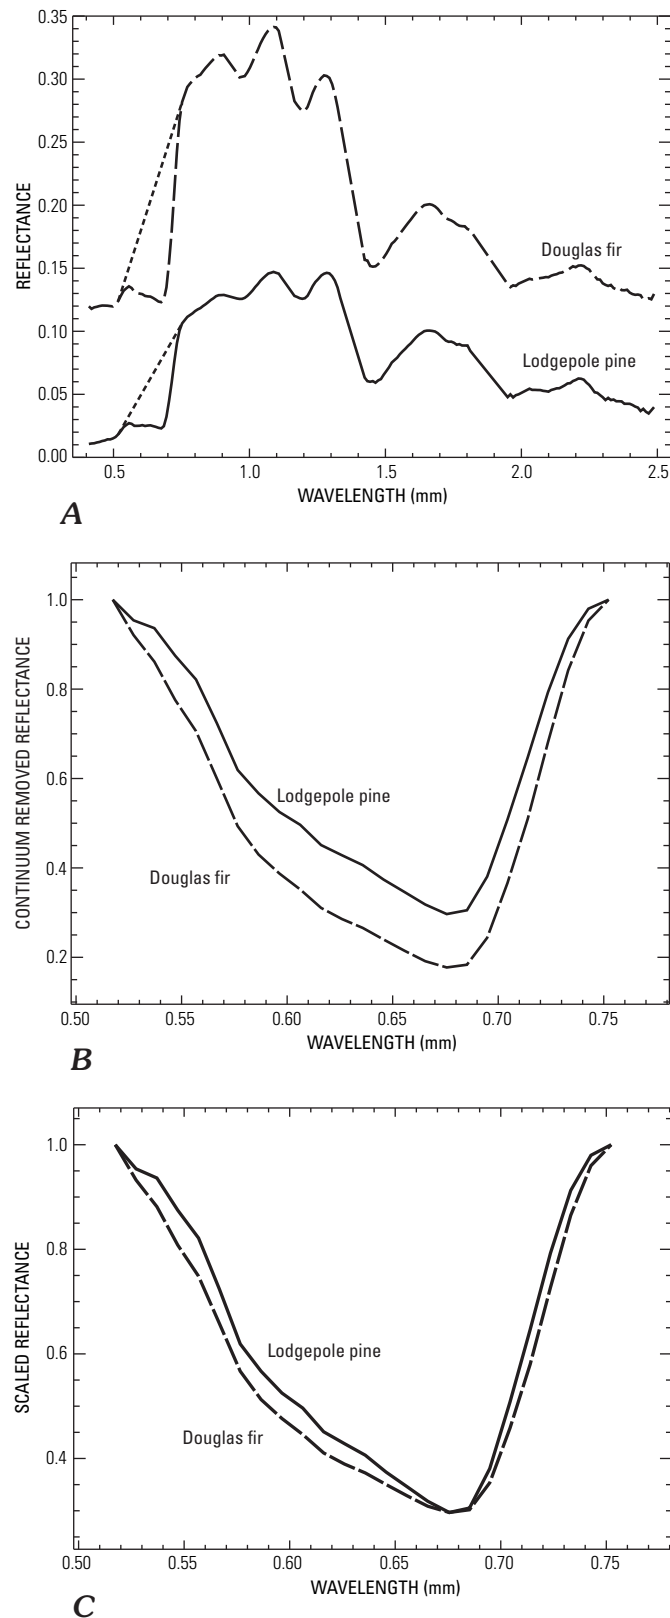 0.35
0.30
0.25
0.20
0.15
0.10
0.05
0.00
REFLECTANCE
Douglas fir
Lodgepole pine
0.5 1.0 1.5 2.0 2.5
WAVELENGTH (mm)
A
1.0
0.8
0.6
0.4
0.2
CONTINUUM REMOVED REFLECTANCE
Lodgepole pine
Douglas fir
0.50 0.55 0.60 0.65 0.70 0.75
WAVELENGTH (mm)
B
1.0
0.8
0.6
0.4
SCALED REFLECTANCE
Lodgepole pine
Douglas fir
0.50 0.55 0.60 0.65 0.70 0.75
WAVELENGTH (mm)
C